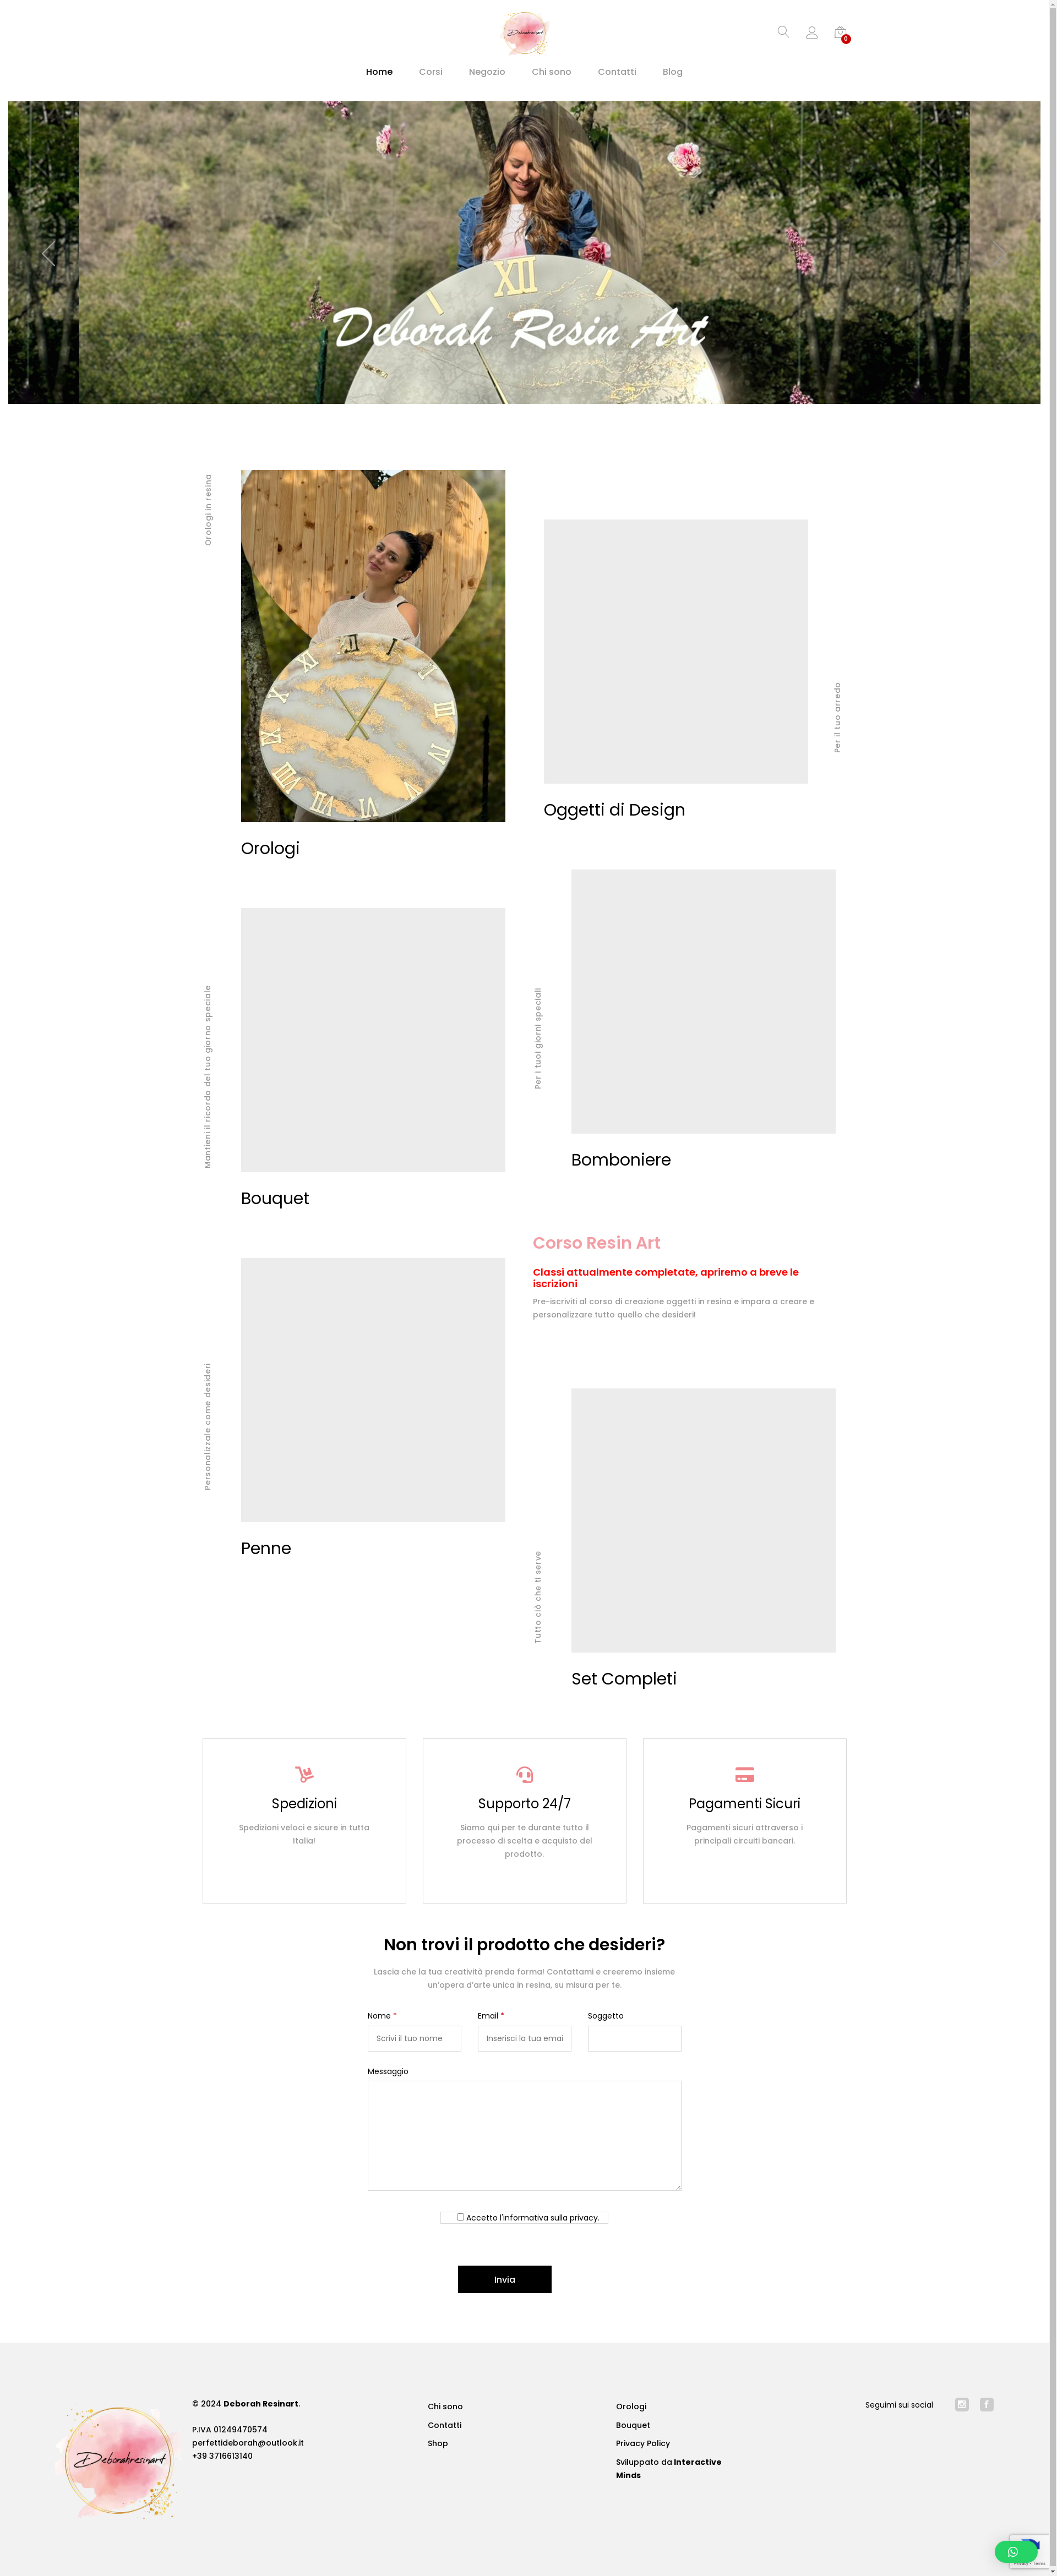 Deborahresinart
0
Home Corsi Negozio Chi sono Contatti Blog
XII
Deborah Resin Art
Orologi in resina
Orologi
Per il tuo arredo
Oggetti di Design
Mantieni il ricordo del tuo giorno speciale
Bouquet
Per i tuoi giorni speciali
Bomboniere
Corso Resin Art
Classi attualmente completate, apriremo a breve le
iscrizioni
Pre-iscriviti al corso di creazione oggetti in resina e impara a creare e
personalizzare tutto quello che desideri!
Personalizzale come desideri
Penne
Tutto ciò che ti serve
Set Completi
Spedizioni
Spedizioni veloci e sicure in tutta
Italia!
Supporto 24/7
Siamo qui per te durante tutto il
processo di scelta e acquisto del
prodotto.
Pagamenti Sicuri
Pagamenti sicuri attraverso i
principali circuiti bancari.
Non trovi il prodotto che desideri?
Lascia che la tua creatività prenda forma! Contattami e creeremo insieme
un'opera d'arte unica in resina, su misura per te.
Nome * Email * Soggetto
Scrivi il tuo nome Inserisci la tua emai
Messaggio
Accetto l'informativa sulla privacy.
Invia
Deborahresinart
© 2024 Deborah Resinart.
P.IVA 01249470574
perfettideborah@outlook.it
+39 3716613140
Chi sono
Contatti
Shop
Orologi
Bouquet
Privacy Policy
Sviluppato da Interactive
Minds
Seguimi sui social